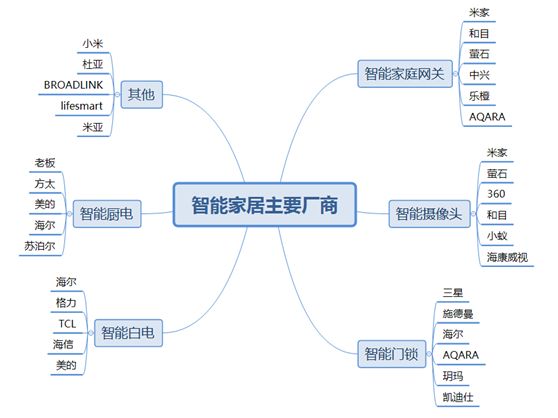 智能家居主要厂商
智能家庭网关
米家
和目
萤石
中兴
乐橙
AQARA
智能摄像头
米家
萤石
360
和目
小蚁
海康威视
智能门锁
三星
施德曼
海尔
AQARA
玥玛
凯迪仕
其他
小米
杜亚
BROADLINK
lifesmart
米亚
智能厨电
老板
方太
美的
海尔
苏泊尔
智能白电
海尔
格力
TCL
海信
美的